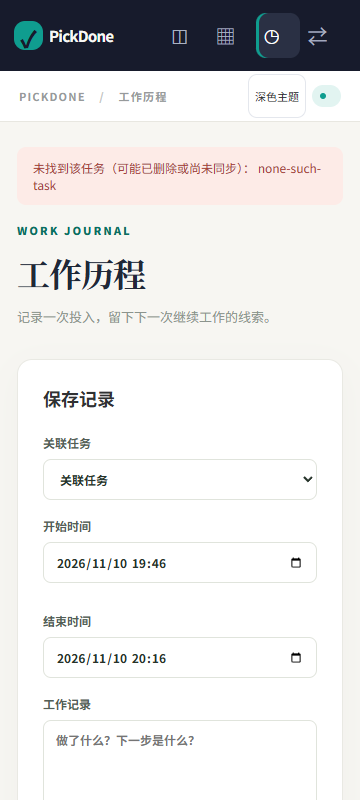 PickDone
PICKDONE / 工作历程
深色主题
未找到该任务（可能已删除或尚未同步）： none-such-
task
WORK JOURNAL
工作历程
记录一次投入，留下下一次继续工作的线索。
保存记录
关联任务
关联任务
开始时间
2026/11/10 19:46
结束时间
2026/11/10 20:16
工作记录
做了什么？下一步是什么？